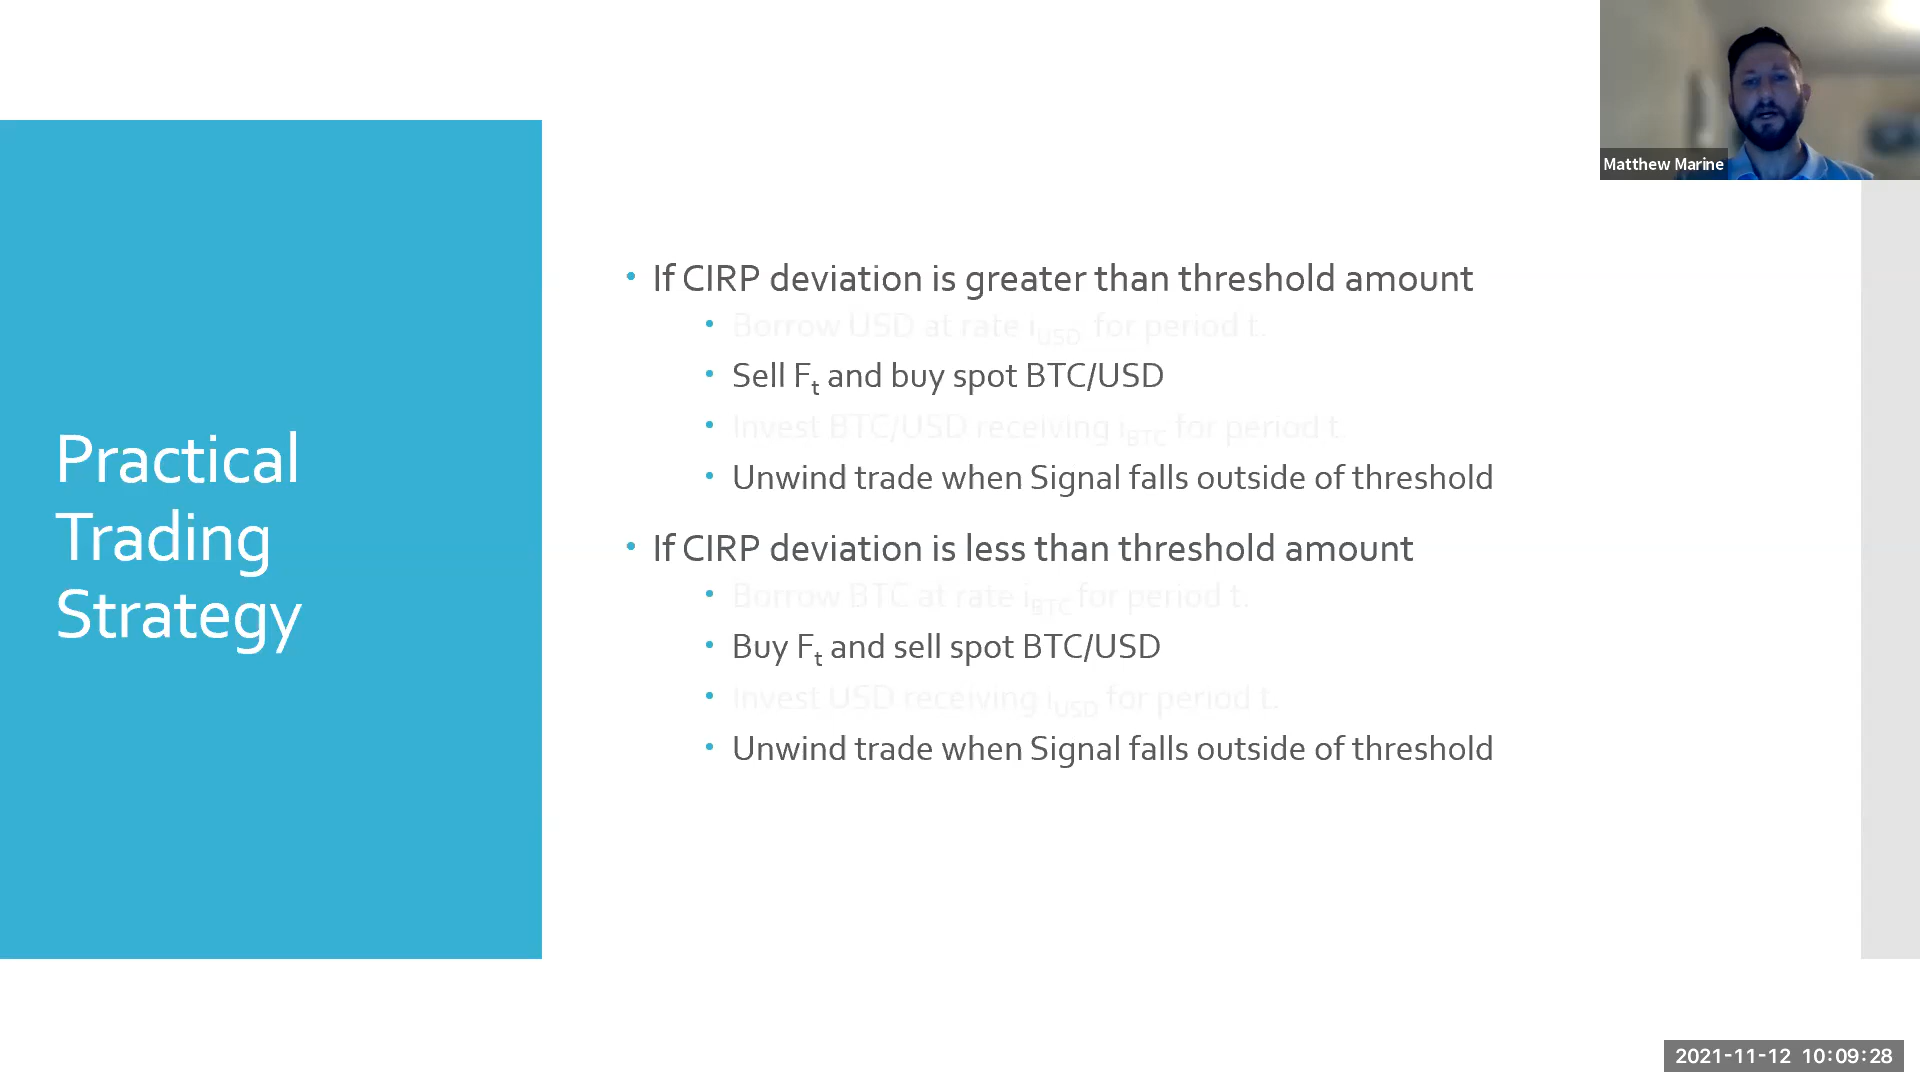 Matthew Marine
Practical
Trading
Strategy
• If CIRP deviation is greater than threshold amount
• Borrow USD at rate iUSD for period t.
• Sell Ft and buy spot BTC/USD
• Invest BTC/USD receiving iBTC for period t.
• Unwind trade when Signal falls outside of threshold
• If CIRP deviation is less than threshold amount
• Borrow BTC at rate iBTC for period t.
• Buy Ft and sell spot BTC/USD
• Invest USD receiving iUSD for period t.
• Unwind trade when Signal falls outside of threshold
2021-11-12 10:09:28